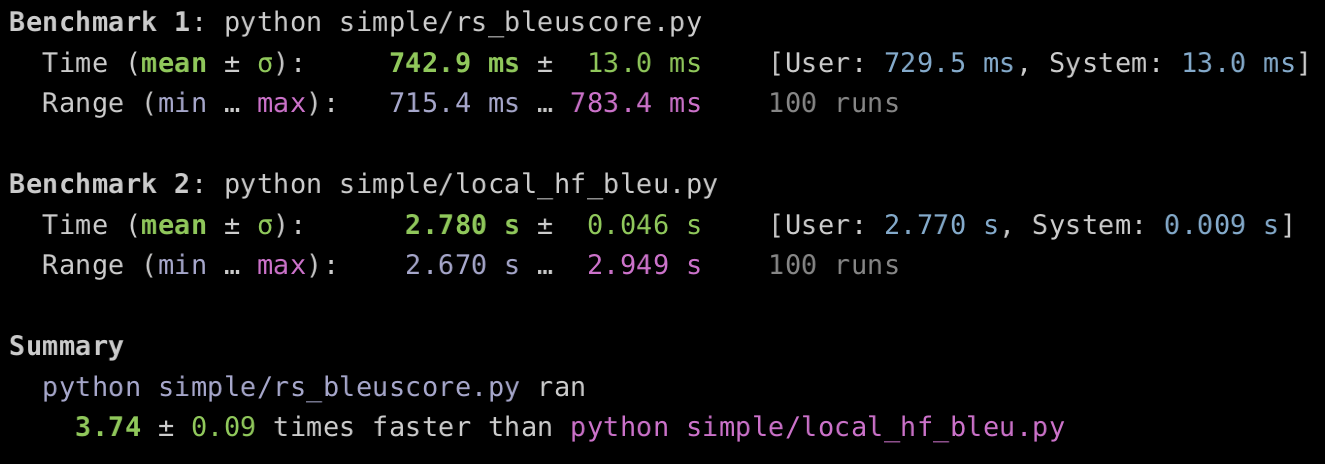 Benchmark 1: python simple/rs_bleuscore.py
Time (mean ± σ): 742.9 ms ± 13.0 ms [User: 729.5 ms, System: 13.0 ms]
Range (min … max): 715.4 ms … 783.4 ms 100 runs
Benchmark 2: python simple/local_hf_bleu.py
Time (mean ± σ): 2.780 s ± 0.046 s [User: 2.770 s, System: 0.009 s]
Range (min … max): 2.670 s … 2.949 s 100 runs
Summary
python simple/rs_bleuscore.py ran
3.74 ± 0.09 times faster than python simple/local_hf_bleu.py